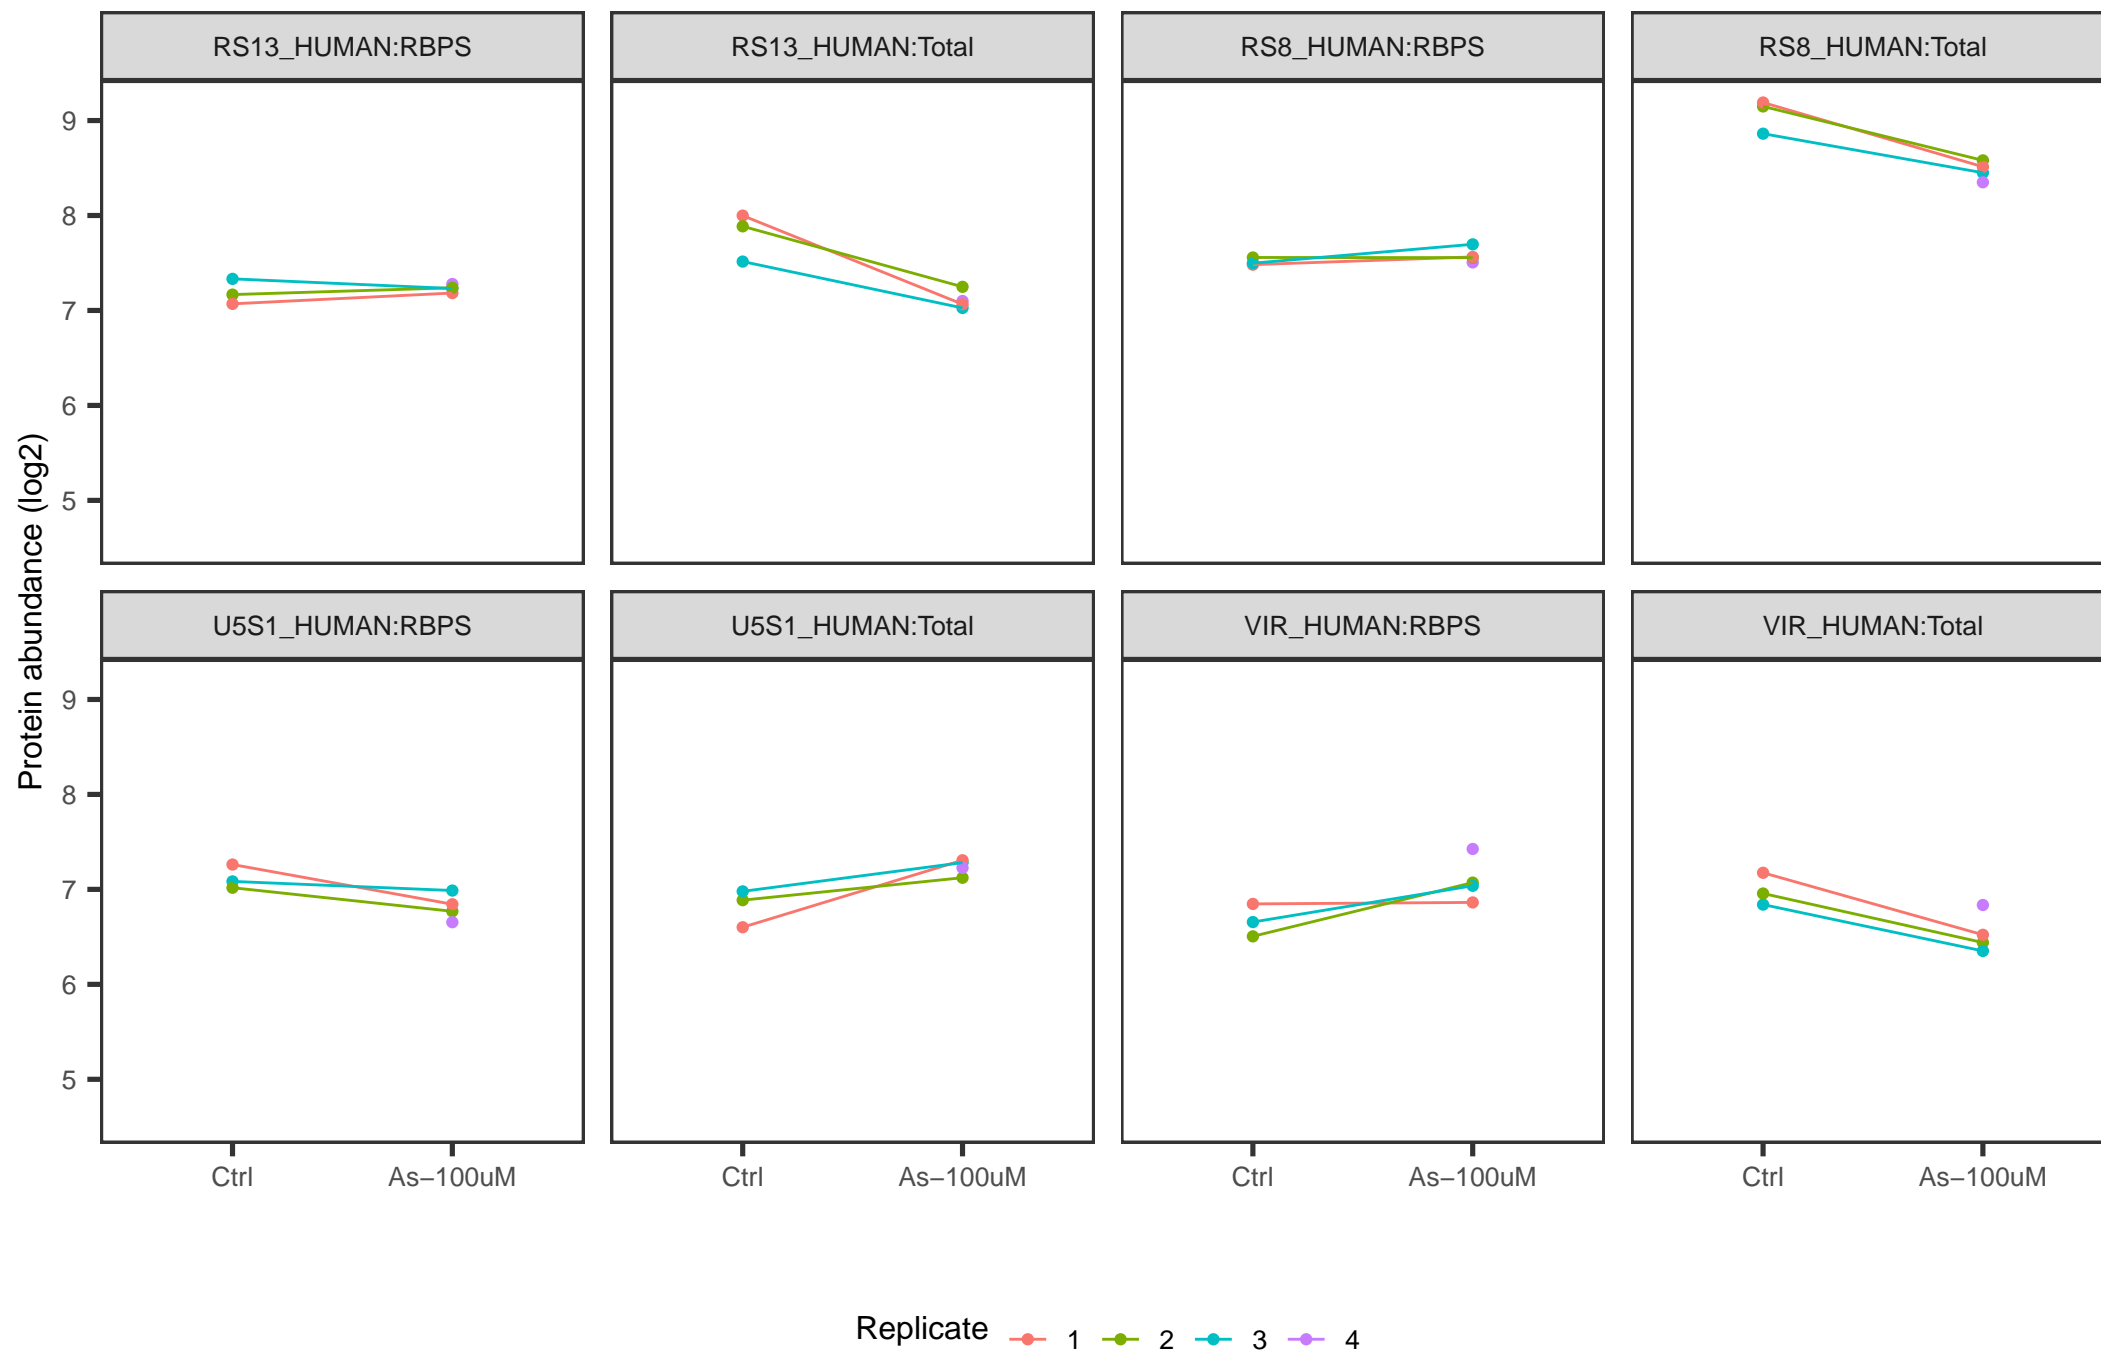 RS13_HUMAN:RBPS RS13_HUMAN:Total RS8_HUMAN:RBPS RS8_HUMAN:Total
9
8
7
6
5
Protein abundance (log2)
U5S1_HUMAN:RBPS U5S1_HUMAN:Total VIR_HUMAN:RBPS VIR_HUMAN:Total
9
8
7
6
5
Ctrl As−100uM Ctrl As−100uM Ctrl As−100uM Ctrl As−100uM
Replicate 1 2 3 4